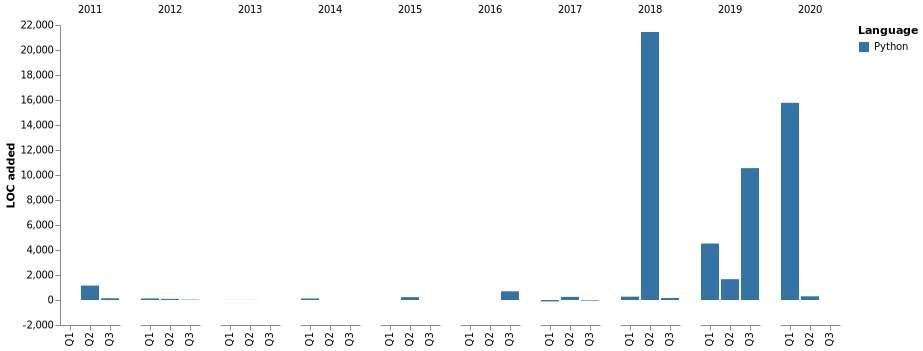 2011 2012 2013 2014 2015 2016 2017 2018 2019 2020
Language
Python
LOC added
22,000
20,000
18,000
16,000
14,000
12,000
10,000
8,000
6,000
4,000
2,000
0
-2,000
Q1 Q2 Q3 Q1 Q2 Q3 Q1 Q2 Q3 Q1 Q2 Q3 Q1 Q2 Q3 Q1 Q2 Q3 Q1 Q2 Q3 Q1 Q2 Q3 Q1 Q2 Q3 Q1 Q2 Q3